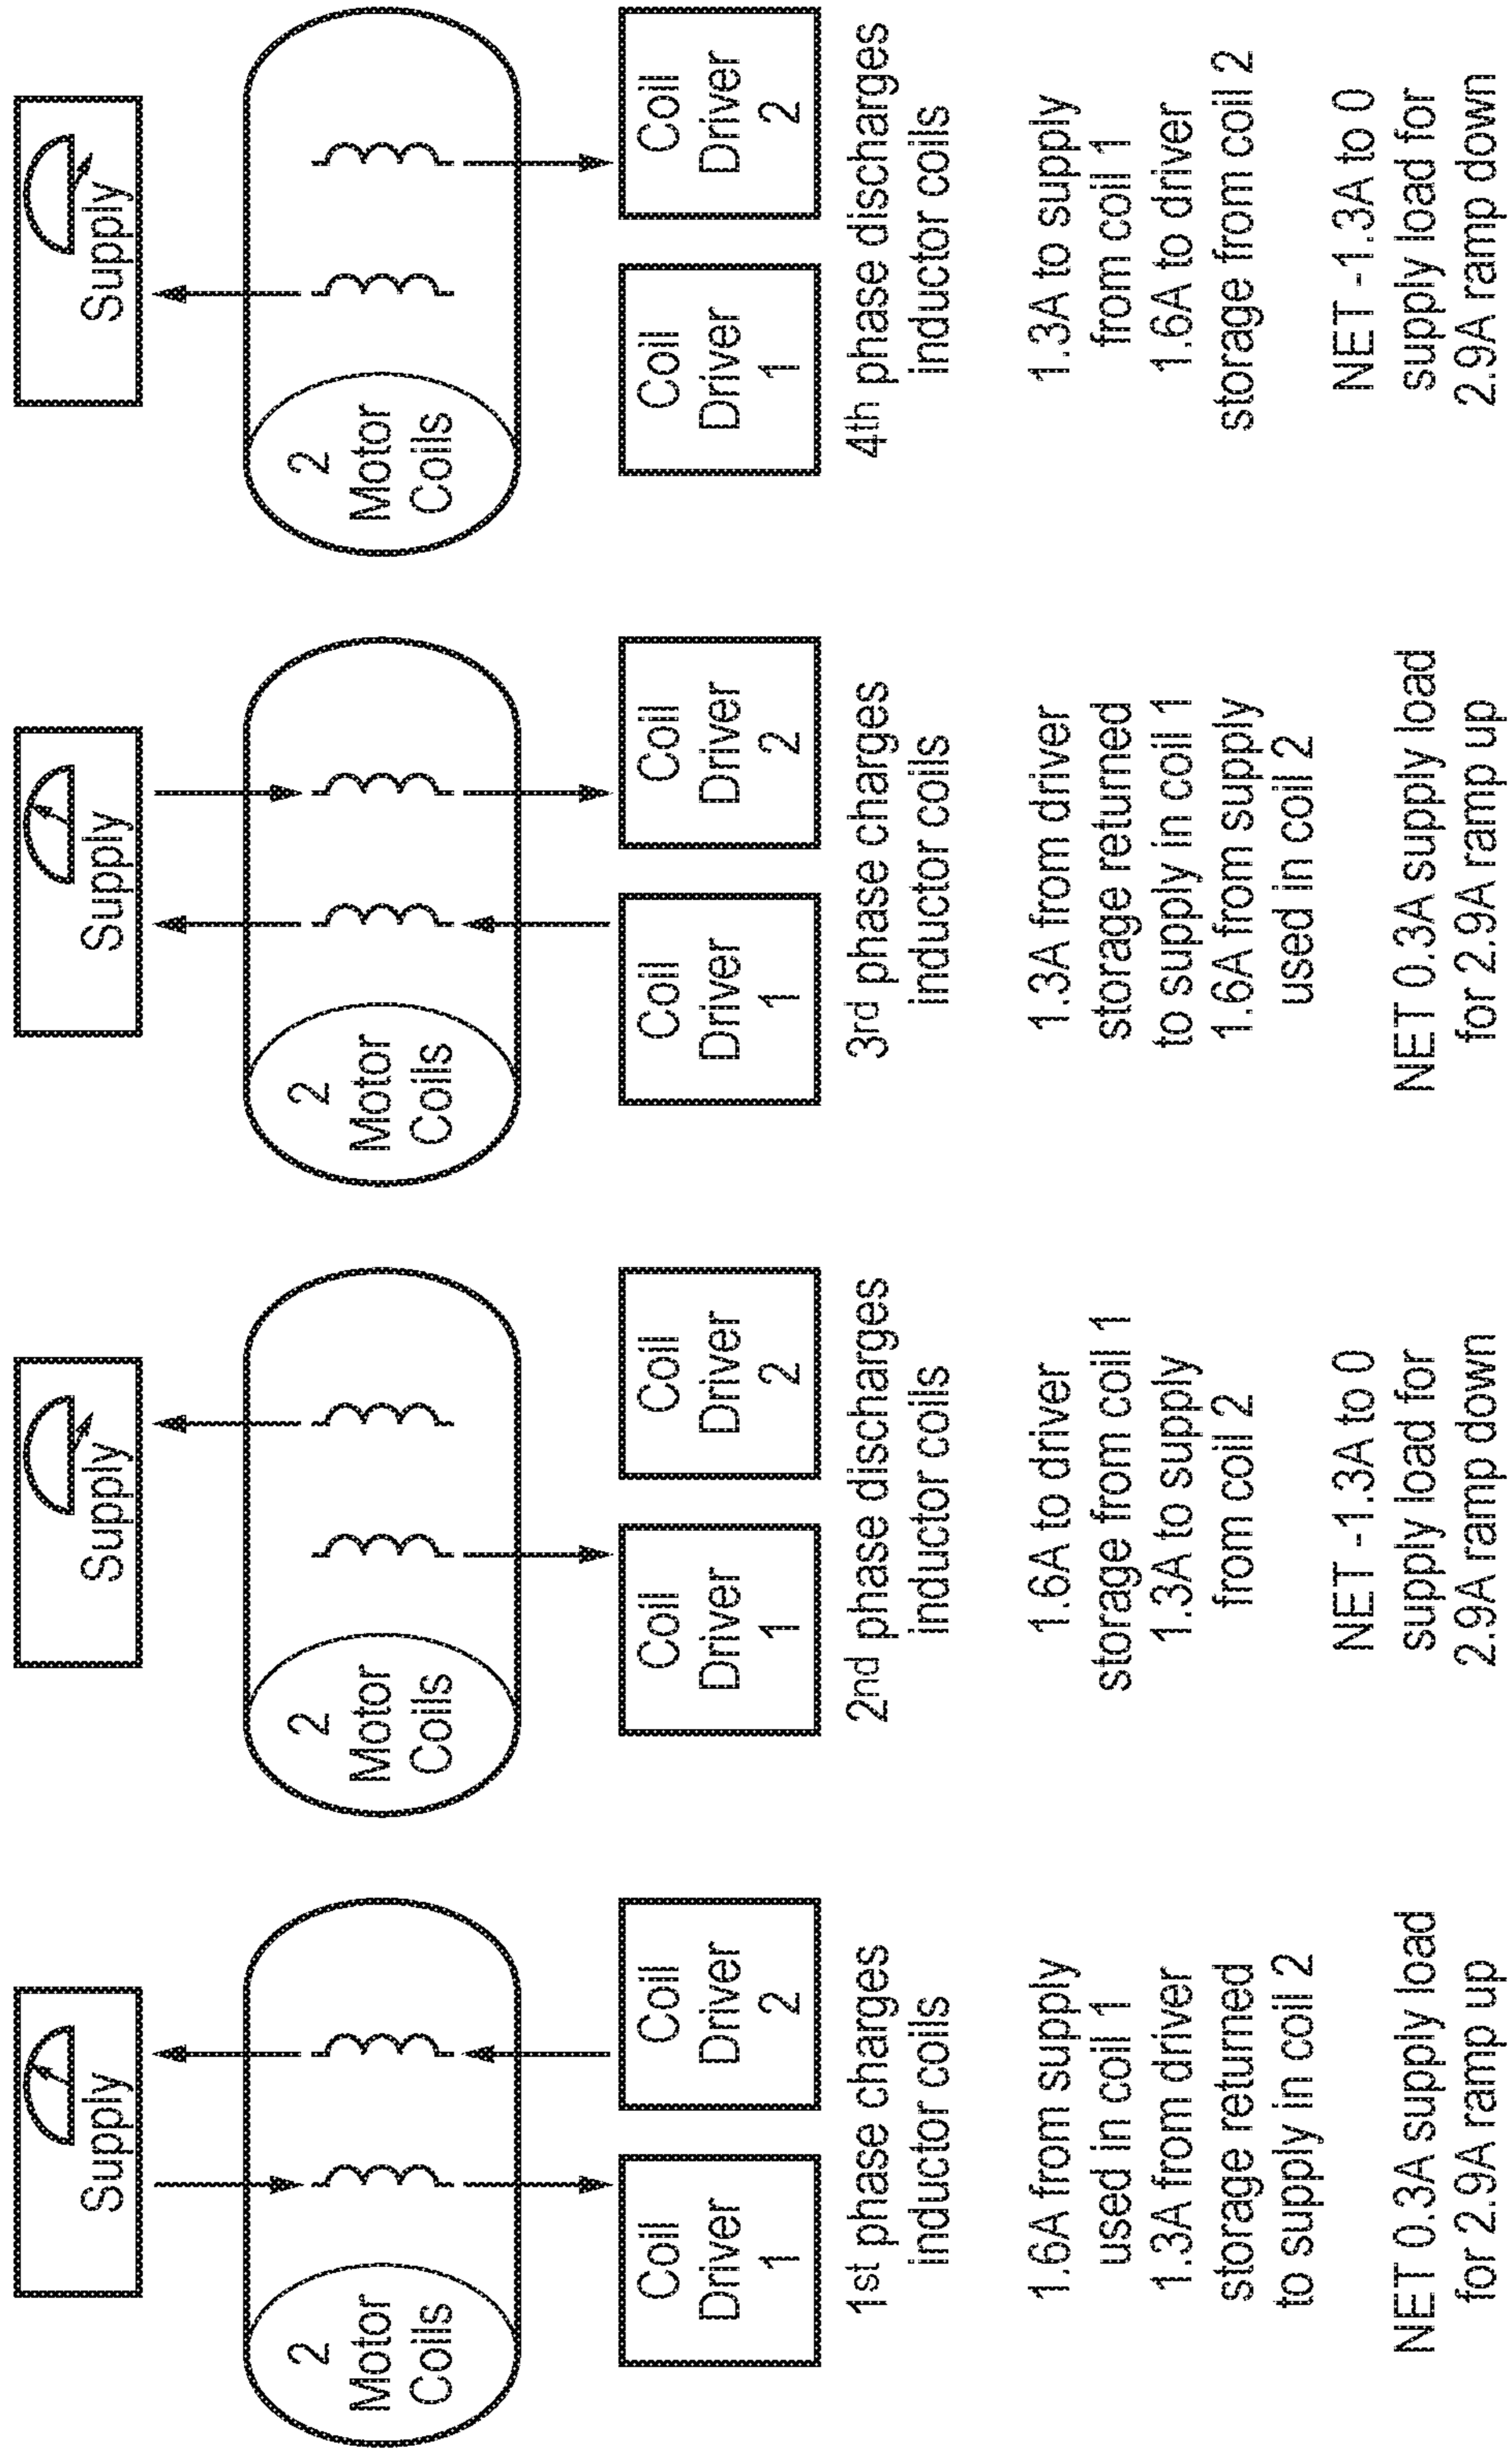 Supply
2
Motor
Coils
Coil
Driver
1
Coil
Driver
2
1st phase charges
inductor coils
1.6A from supply
used in coil 1
1.3A from driver
storage returned
to supply in coil 2
NET 0.3A supply load
for 2.9A ramp up
Supply
2
Motor
Coils
Coil
Driver
1
Coil
Driver
2
2nd phase discharges
inductor coils
1.6A to driver
storage from coil 1
1.3A to supply
from coil 2
NET -1.3A to 0
supply load for
2.9A ramp down
Supply
2
Motor
Coils
Coil
Driver
1
Coil
Driver
2
3rd phase charges
inductor coils
1.3A from driver
storage returned
to supply in coil 1
1.6A from supply
used in coil 2
NET 0.3A supply load
for 2.9A ramp up
Supply
2
Motor
Coils
Coil
Driver
1
Coil
Driver
2
4th phase discharges
inductor coils
1.3A to supply
from coil 1
1.6A to driver
storage from coil 2
NET -1.3A to 0
supply load for
2.9A ramp down